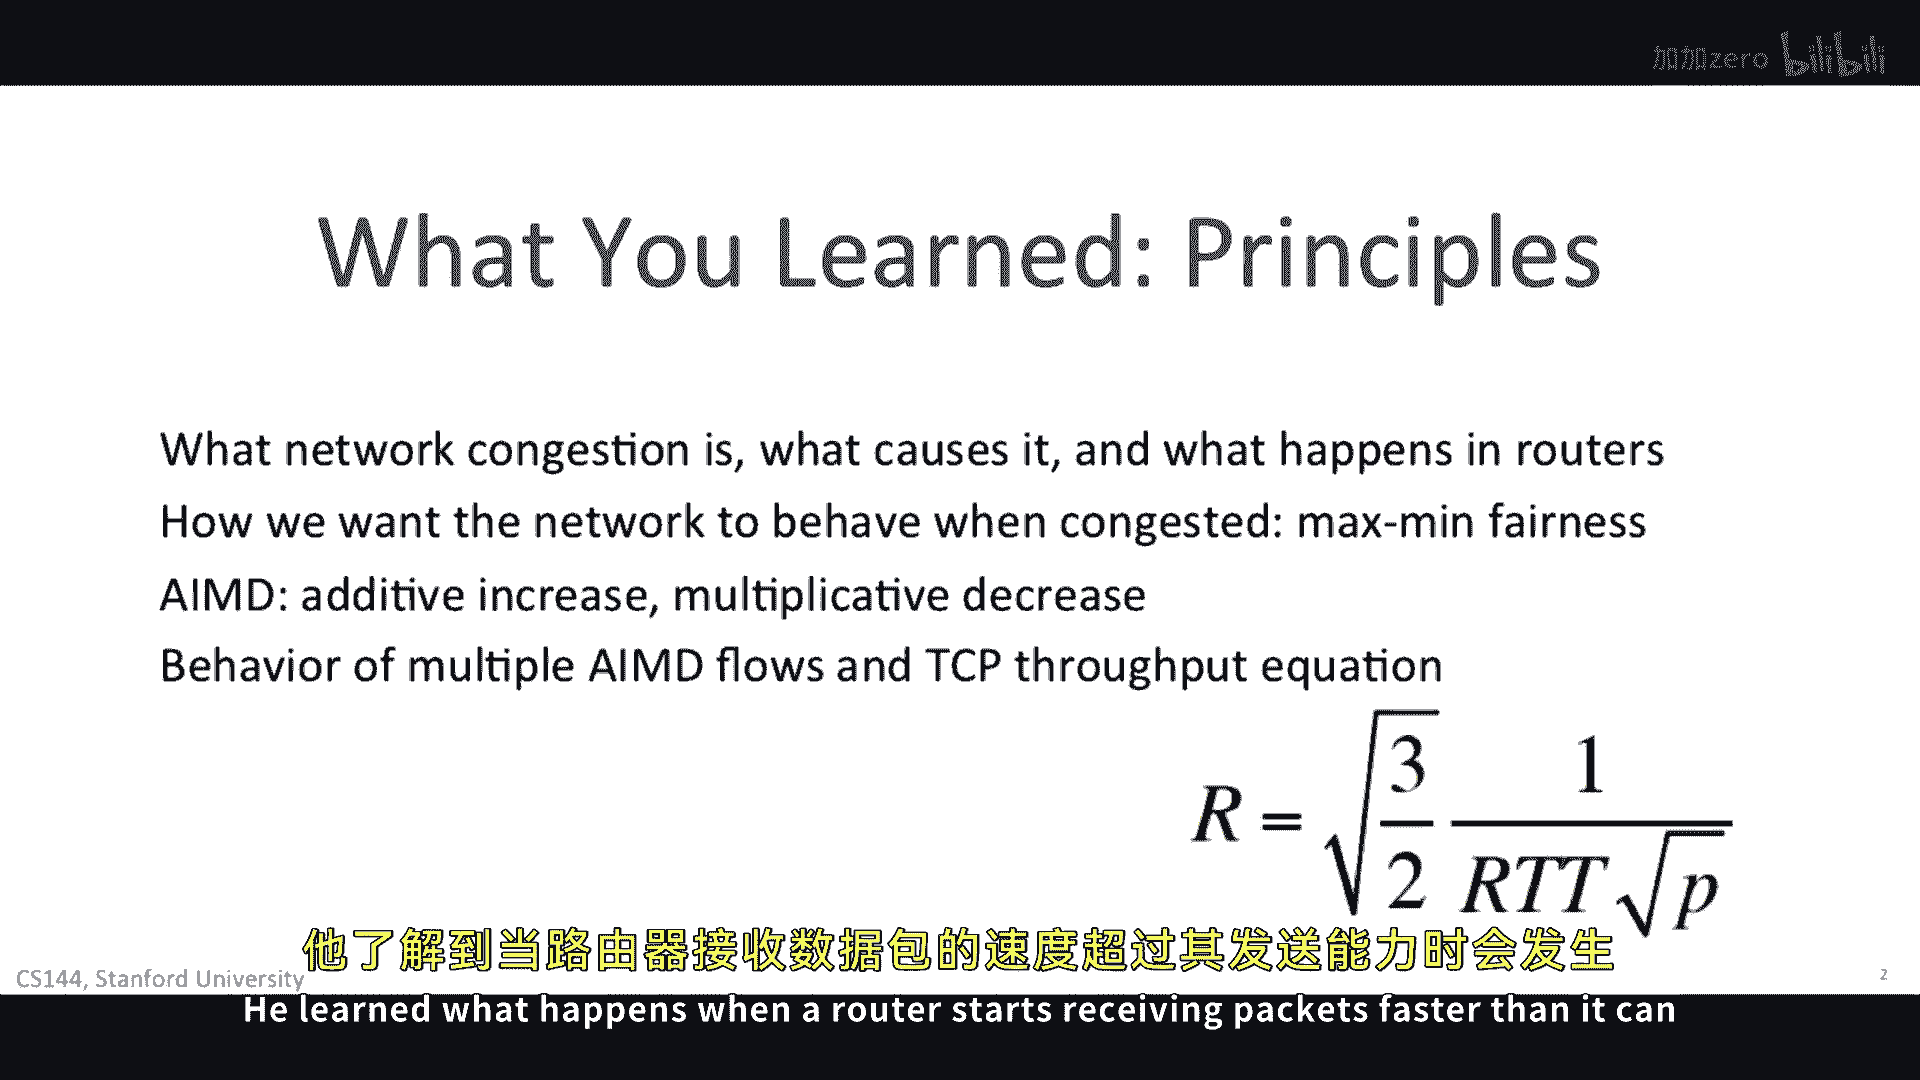 加加zero bilibili
What You Learned: Principles
What network congestion is, what causes it, and what happens in routers
How we want the network to behave when congested: max-min fairness
AIMD: additive increase, multiplicative decrease
Behavior of multiple AIMD flows and TCP throughput equation
R = √(3/2) 1/(RTT√p)
他了解到当路由器接收数据包的速度超过其发送能力时会发生
CS144, Stanford University
2
He learned what happens when a router starts receiving packets faster than it can